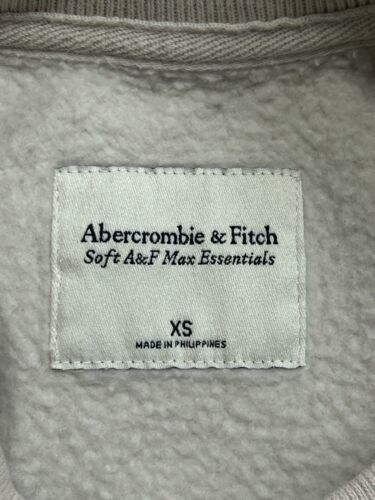 Abercrombie & Fitch
Soft A&F Max Essentials
XS
MADE IN PHILIPPINES